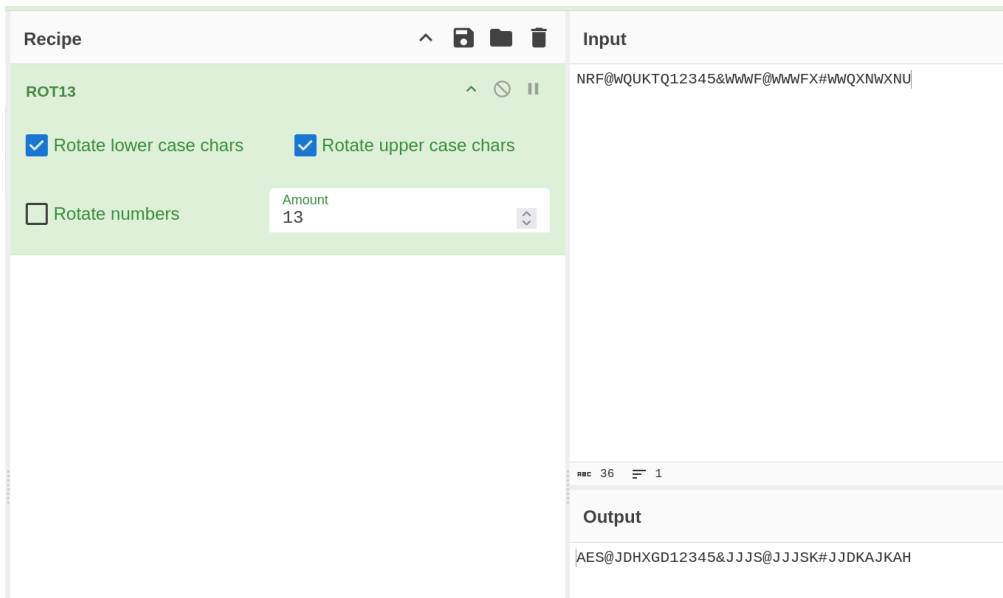 Recipe
ROT13
Rotate lower case chars
Rotate upper case chars
Rotate numbers
Amount
13
Input
NRF@WQUKTQ12345&WWWF@WWWFX#WWQXNWXNU
ABC 36
1
Output
AES@JDHXGD12345&JJJS@JJJSK#JJDKAJKAH